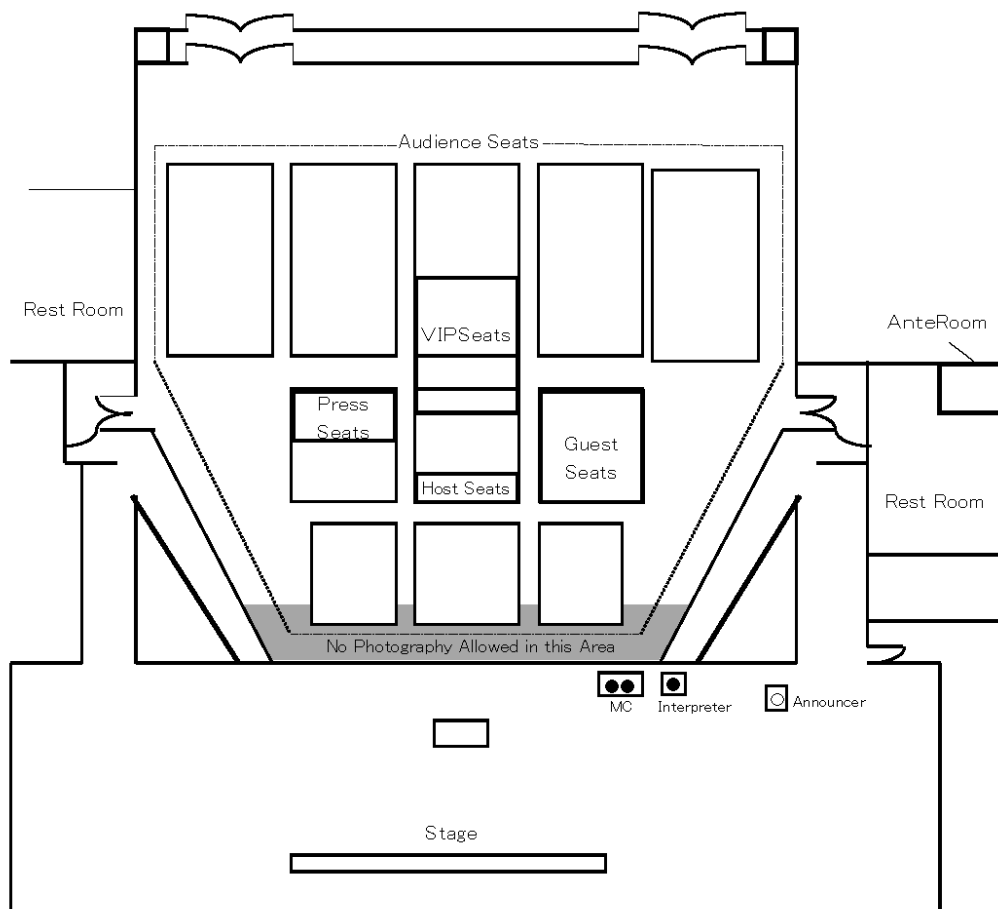 Audience Seats
Rest Room
VIPSeats
AnteRoom
Press
Seats
Guest
Seats
Host Seats
Rest Room
No Photography Allowed in this Area
MC
Interpreter
Announcer
Stage